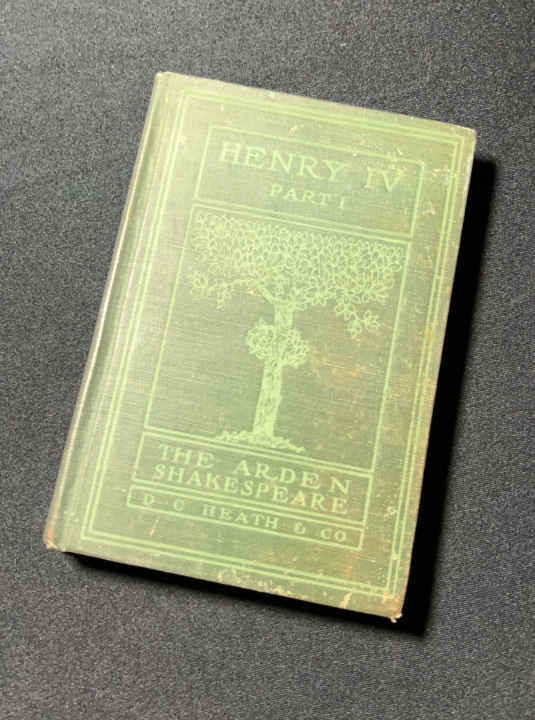 HENRY IV
PART I
THE ARDEN
SHAKESPEARE
D·C HEATH & CO